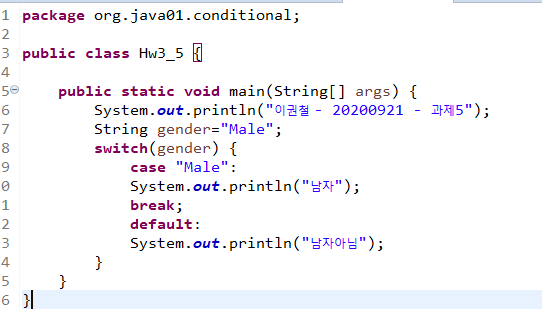 1 package org.java01.conditional;
2
3 public class Hw3_5 {
4
5 public static void main(String[] args) {
6 System.out.println("이권철 - 20200921 - 과제5");
7 String gender="Male";
8 switch(gender) {
9 case "Male":
0 System.out.println("남자");
1 break;
2 default:
3 System.out.println("남자아님");
4 }
5 }
6 }